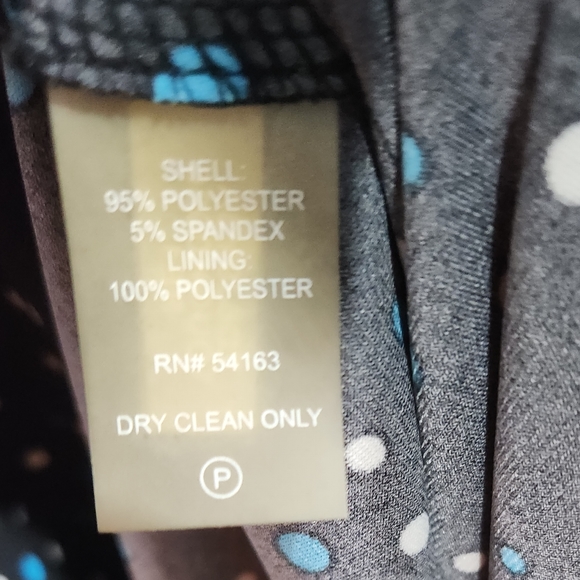 SHELL:
95% POLYESTER
5% SPANDEX
LINING:
100% POLYESTER
RN# 54163
DRY CLEAN ONLY
P